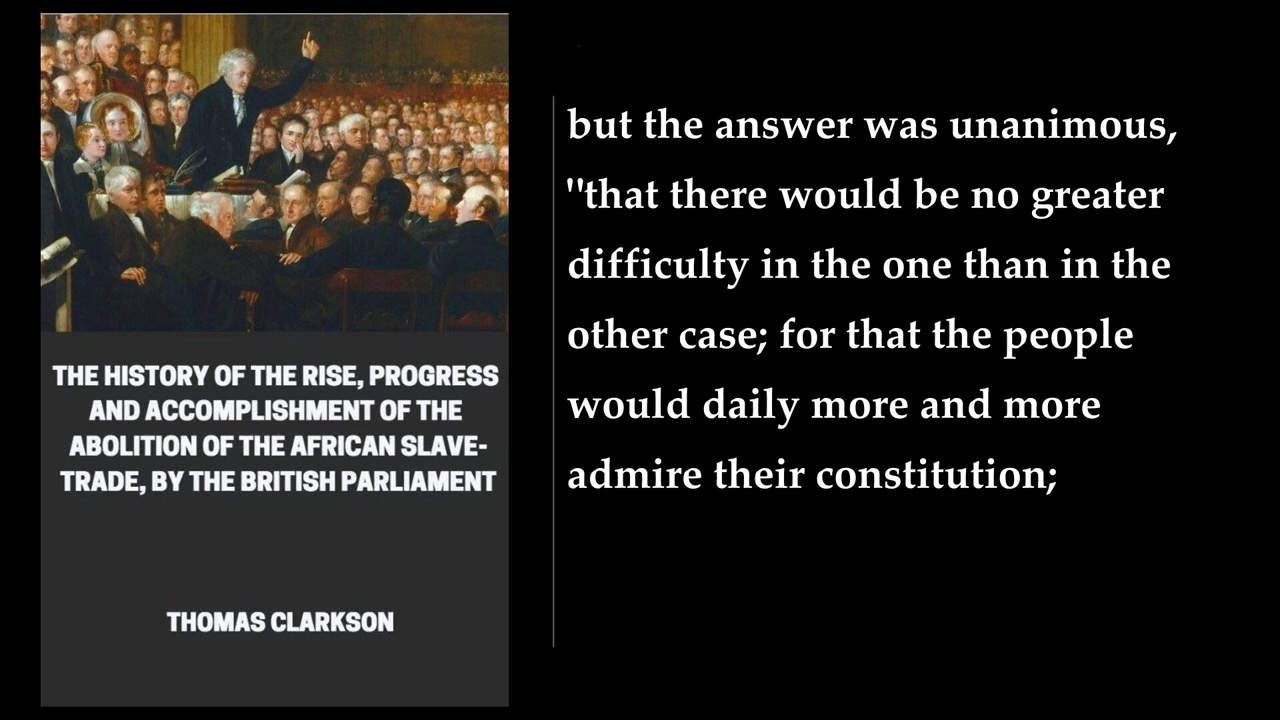 THE HISTORY OF THE RISE, PROGRESS
AND ACCOMPLISHMENT OF THE
ABOLITION OF THE AFRICAN SLAVE-
TRADE, BY THE BRITISH PARLIAMENT
THOMAS CLARKSON
but the answer was unanimous,
"that there would be no greater
difficulty in the one than in the
other case; for that the people
would daily more and more
admire their constitution;